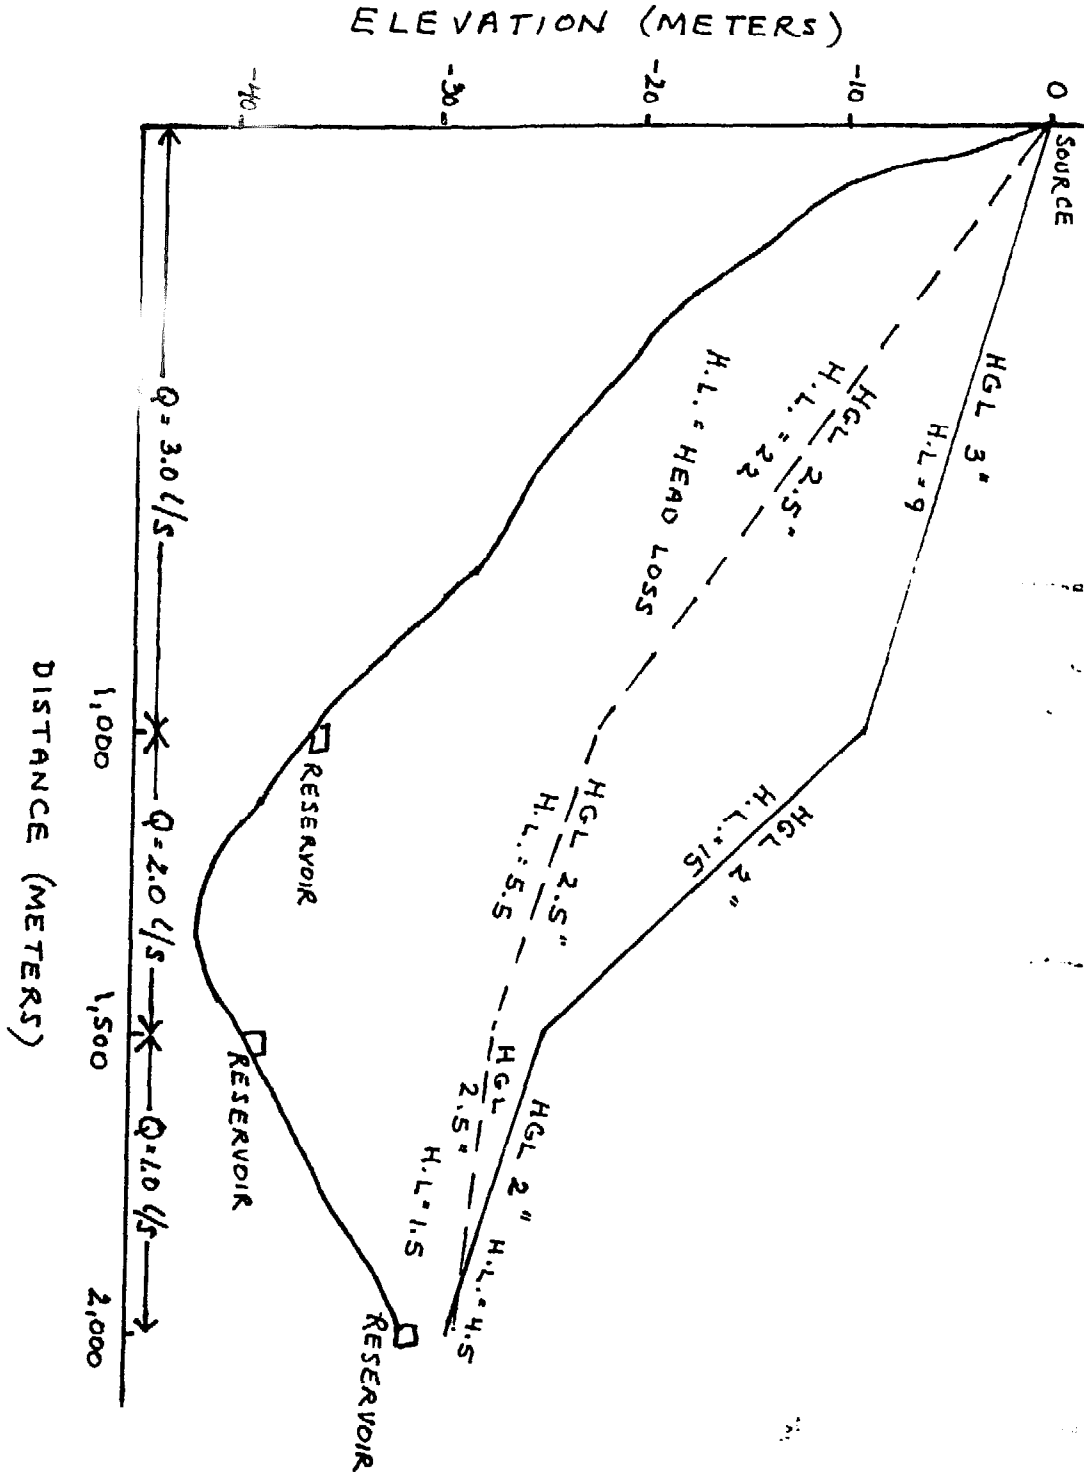 ELEVATION (METERS)
0
-10
-20
-30
-40
SOURCE
HGL 3"
H.L = 9
HGL 2.5"
H.L. = 22
H.L. = HEAD LOSS
HGL 2"
H.L. = 15
HGL 2.5"
H.L. = 5.5
HGL 2"
H.L. = 4.5
HGL
2.5"
H.L = 1.5
RESERVOIR
RESERVOIR
RESERVOIR
Q = 3.0 l/s
Q = 2.0 l/s
Q = 1.0 l/s
1,000
1,500
2,000
DISTANCE (METERS)